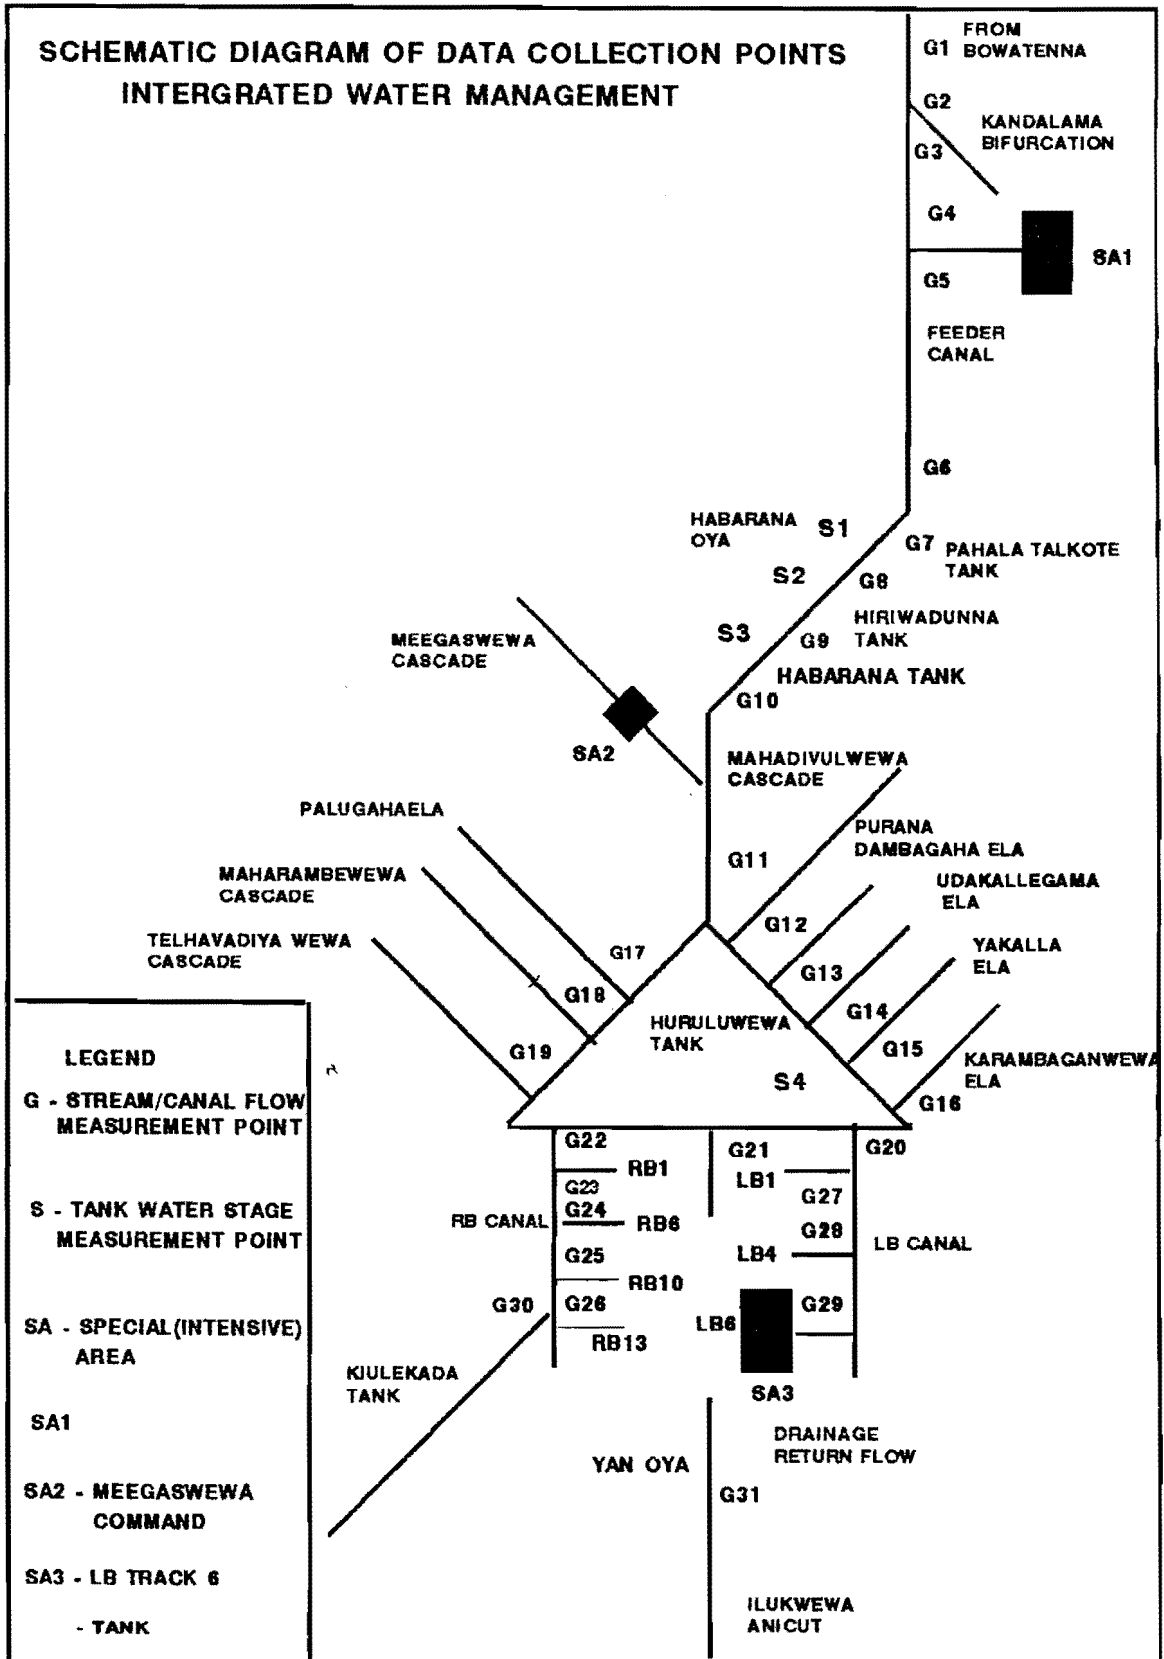 SCHEMATIC DIAGRAM OF DATA COLLECTION POINTS
INTERGRATED WATER MANAGEMENT
G1
FROM
BOWATENNA
G2
KANDALAMA
BIFURCATION
G3
G4
SA1
G5
FEEDER
CANAL
G6
HABARANA
OYA
S1
G7
PAHALA TALKOTE
TANK
S2
G8
HIRIWADUNNA
TANK
S3
G9
MEEGASWEWA
CASCADE
HABARANA TANK
G10
SA2
MAHADIVULWEWA
CASCADE
PALUGAHAELA
PURANA
DAMBAGAHA ELA
G11
MAHARAMBEWEWA
CASCADE
UDAKALLEGAMA
ELA
G12
TELHAVADIYA WEWA
CASCADE
G17
YAKALLA
ELA
G13
G18
G14
HURULUWEWA
TANK
G19
G15
KARAMBAGANWEWA
ELA
S4
G16
G22
G21
G20
RB1
LB1
G23
G27
G24
RB CANAL
RB6
G28
LB CANAL
G25
LB4
RB10
G30
G26
G29
LB6
RB13
KIULEKADA
TANK
SA3
DRAINAGE
RETURN FLOW
YAN OYA
G31
ILUKWEWA
ANICUT
LEGEND
G - STREAM/CANAL FLOW
MEASUREMENT POINT
S - TANK WATER STAGE
MEASUREMENT POINT
SA - SPECIAL(INTENSIVE)
AREA
SA1
SA2 - MEEGASWEWA
COMMAND
SA3 - LB TRACK 6
- TANK